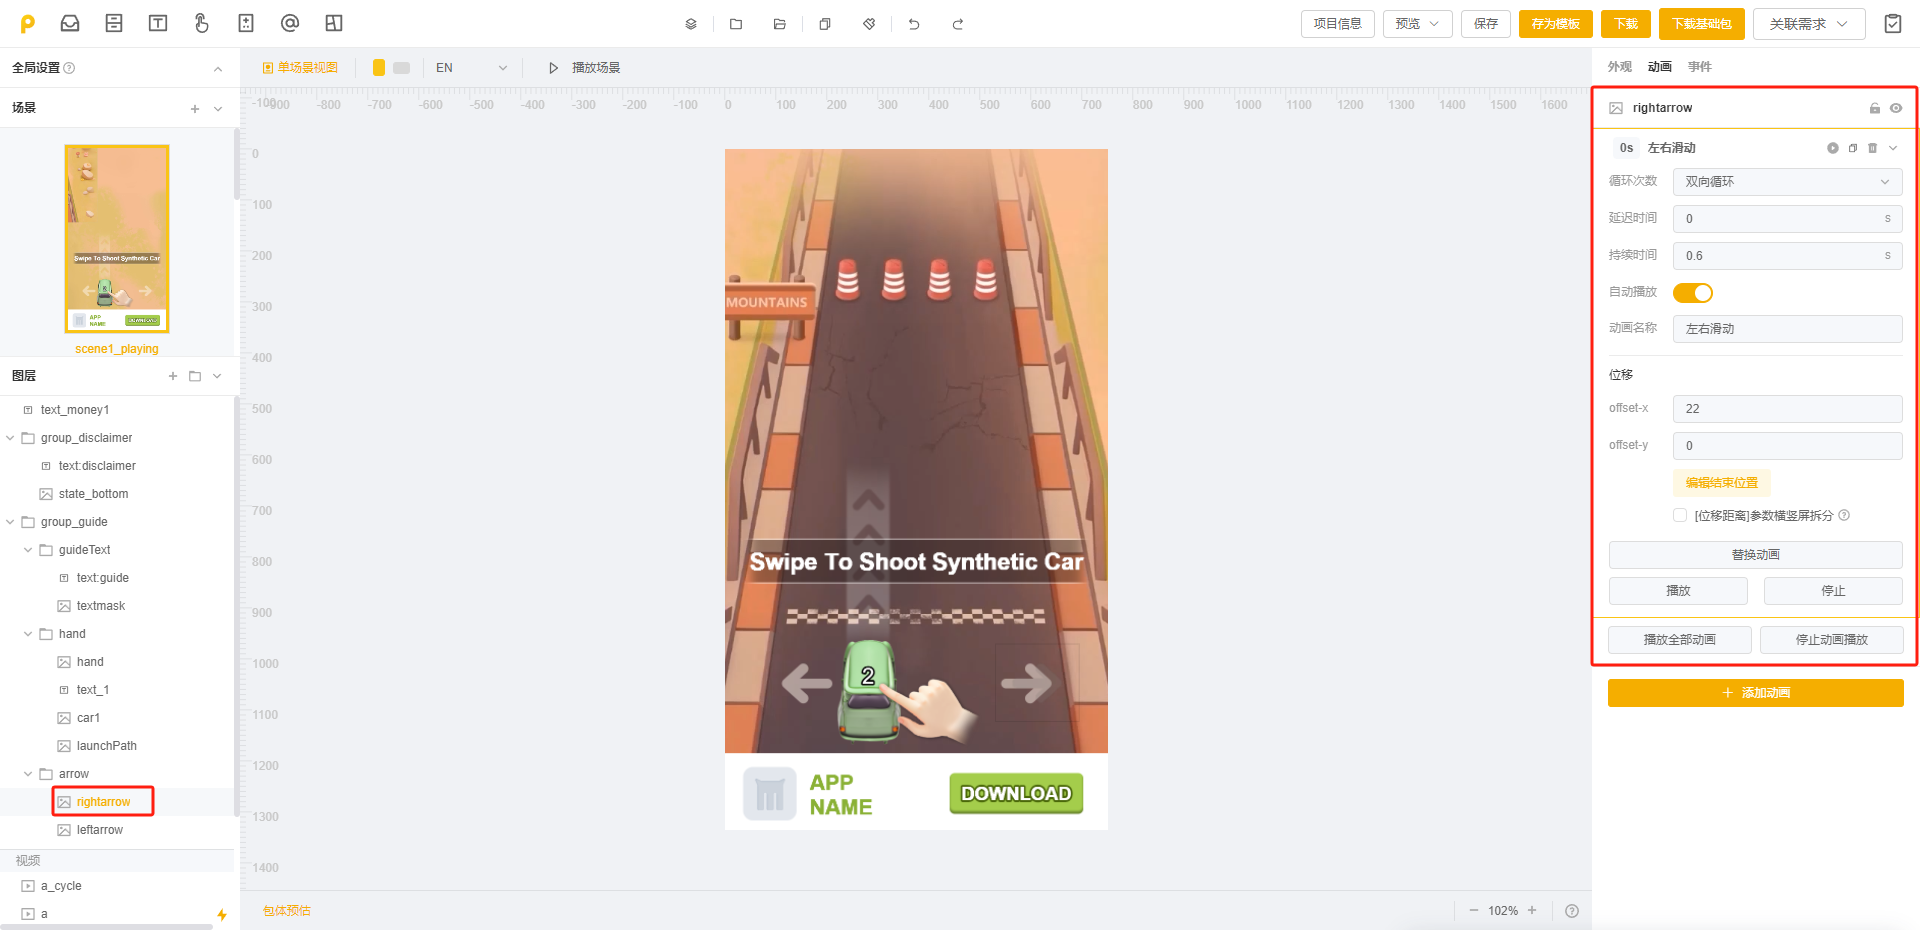 项目信息
预览
保存
存为模板
下载
下载基础包
关联需求
全局设置
单场景视图
EN
播放场景
外观 动画 事件
场景
-100
-900 -800 -700 -600 -500 -400 -300 -200 -100 0 100 200 300 400 500 600 700 800 900 1000 1100 1200 1300 1400 1500 1600
Swipe To Shoot Synthetic Car
APP
NAME
DOWNLOAD
scene1_playing
图层
text_money1
group_disclaimer
text:disclaimer
state_bottom
group_guide
guideText
text:guide
textmask
hand
hand
text_1
car1
launchPath
arrow
rightarrow
leftarrow
视频
a_cycle
a
0
100
200
300
400
500
600
700
800
900
1000
1100
1200
1300
1400
MOUNTAINS
Swipe To Shoot Synthetic Car
2
APP
NAME
DOWNLOAD
包体预估
102%
rightarrow
0s 左右滑动
循环次数 双向循环
延迟时间 0 s
持续时间 0.6 s
自动播放
动画名称 左右滑动
位移
offset-x 22
offset-y 0
编辑结束位置
[位移距离]参数横竖屏拆分
替换动画
播放 停止
播放全部动画 停止动画播放
添加动画